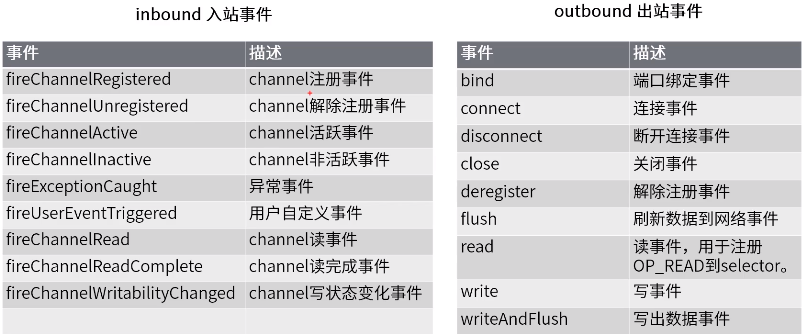 inbound 入站事件
事件 描述
fireChannelRegistered channel注册事件
fireChannelUnregistered channel解除注册事件
fireChannelActive channel活跃事件
fireChannelInactive channel非活跃事件
fireExceptionCaught 异常事件
fireUserEventTriggered 用户自定义事件
fireChannelRead channel读事件
fireChannelReadComplete channel读完成事件
fireChannelWritabilityChanged channel写状态变化事件
outbound 出站事件
事件 描述
bind 端口绑定事件
connect 连接事件
disconnect 断开连接事件
close 关闭事件
deregister 解除注册事件
flush 刷新数据到网络事件
read 读事件，用于注册
OP_READ到selector。
write 写事件
writeAndFlush 写出数据事件